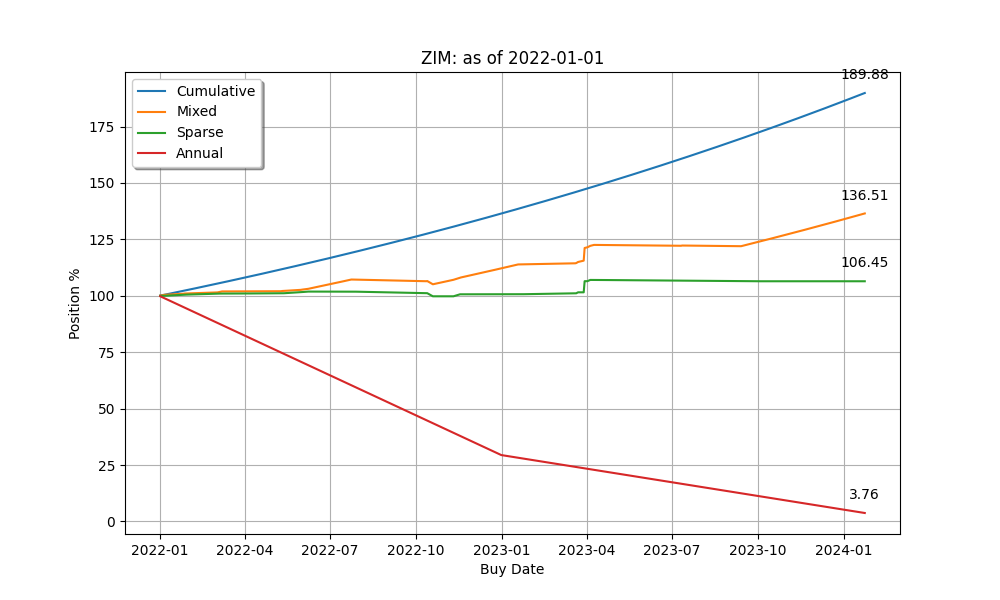 ZIM: as of 2022-01-01
189.88
Cumulative
Mixed
Sparse
Annual
136.51
106.45
3.76
175
150
125
100
75
50
25
0
Position %
2022-01 2022-04 2022-07 2022-10 2023-01 2023-04 2023-07 2023-10 2024-01
Buy Date